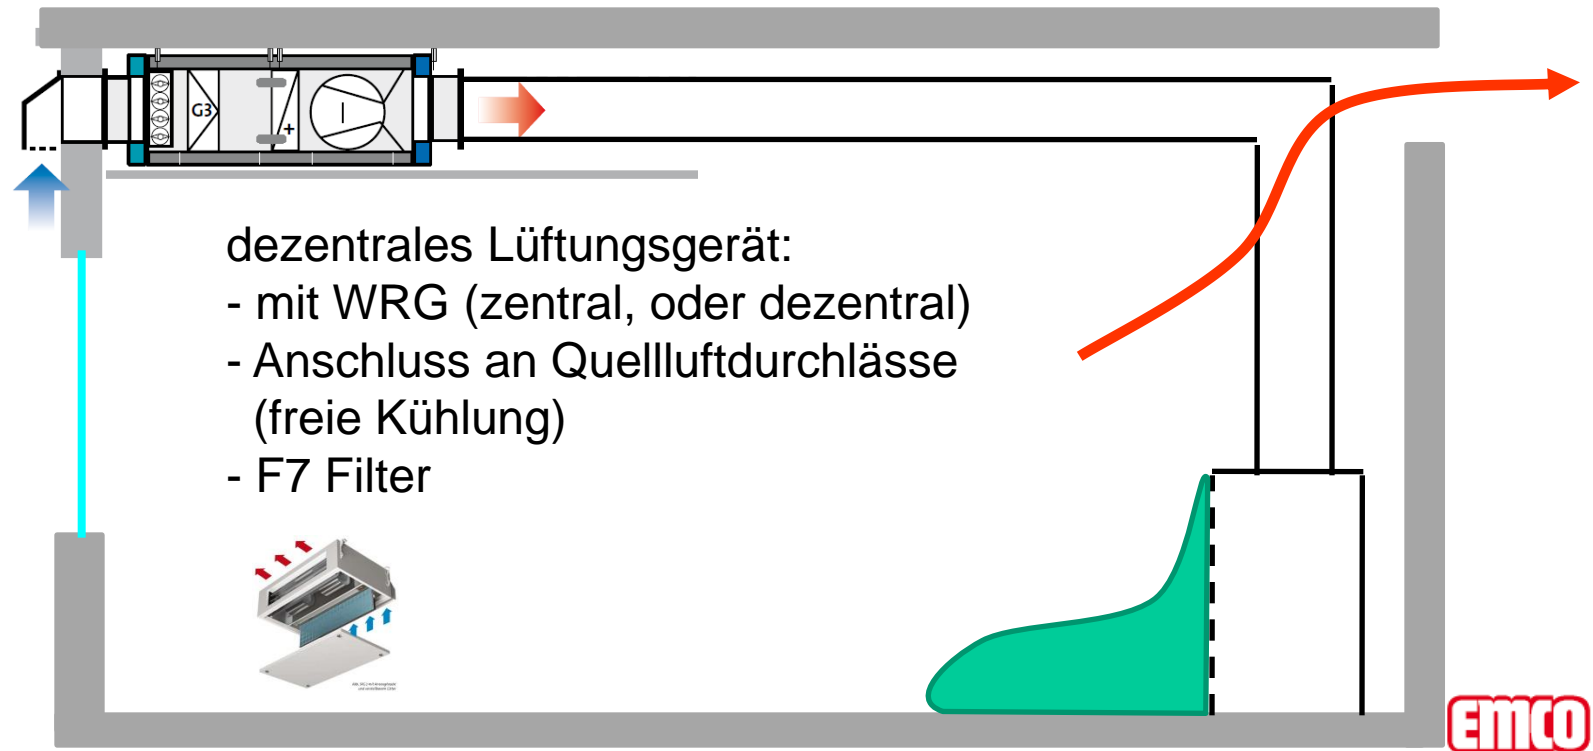 G3
+
dezentrales Lüftungsgerät:
- mit WRG (zentral, oder dezentral)
- Anschluss an Quellluftdurchlässe
(freie Kühlung)
- F7 Filter
emco